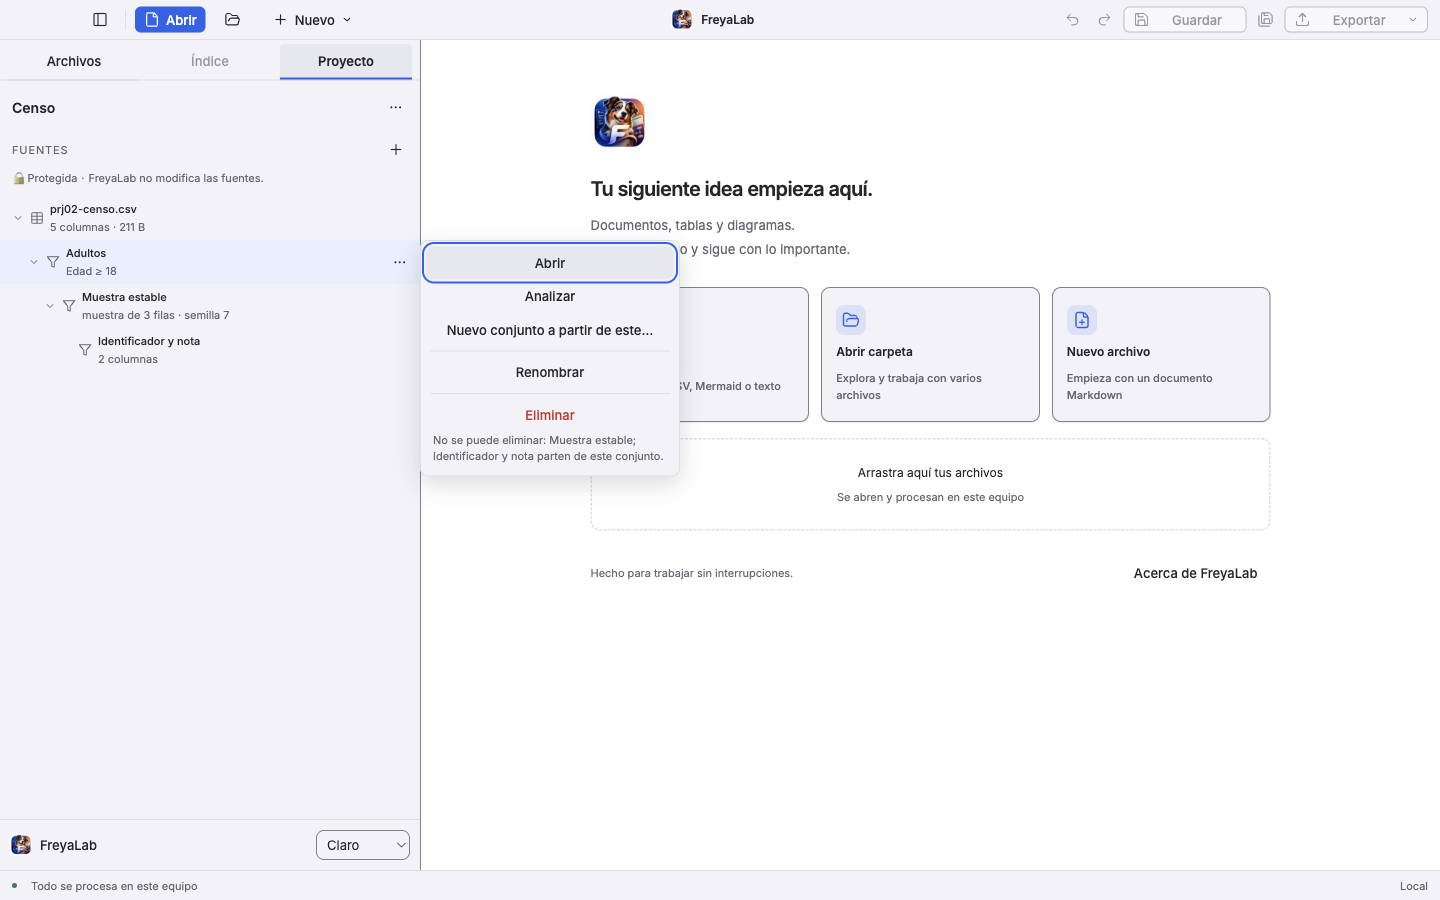 Abrir
Nuevo
FreyaLab
Guardar
Exportar
Archivos
Índice
Proyecto
Censo
FUENTES
Protegida · FreyaLab no modifica las fuentes.
prj02-censo.csv
5 columnas · 211 B
Adultos
Edad ≥ 18
Muestra estable
muestra de 3 filas · semilla 7
Identificador y nota
2 columnas
Abrir
Analizar
Nuevo conjunto a partir de este...
Renombrar
Eliminar
No se puede eliminar: Muestra estable;
Identificador y nota parten de este conjunto.
Tu siguiente idea empieza aquí.
Documentos, tablas y diagramas.
o y sigue con lo importante.
SV, Mermaid o texto
Abrir carpeta
Explora y trabaja con varios
archivos
Nuevo archivo
Empieza con un documento
Markdown
Arrastra aquí tus archivos
Se abren y procesan en este equipo
Hecho para trabajar sin interrupciones.
Acerca de FreyaLab
FreyaLab
Claro
Todo se procesa en este equipo
Local